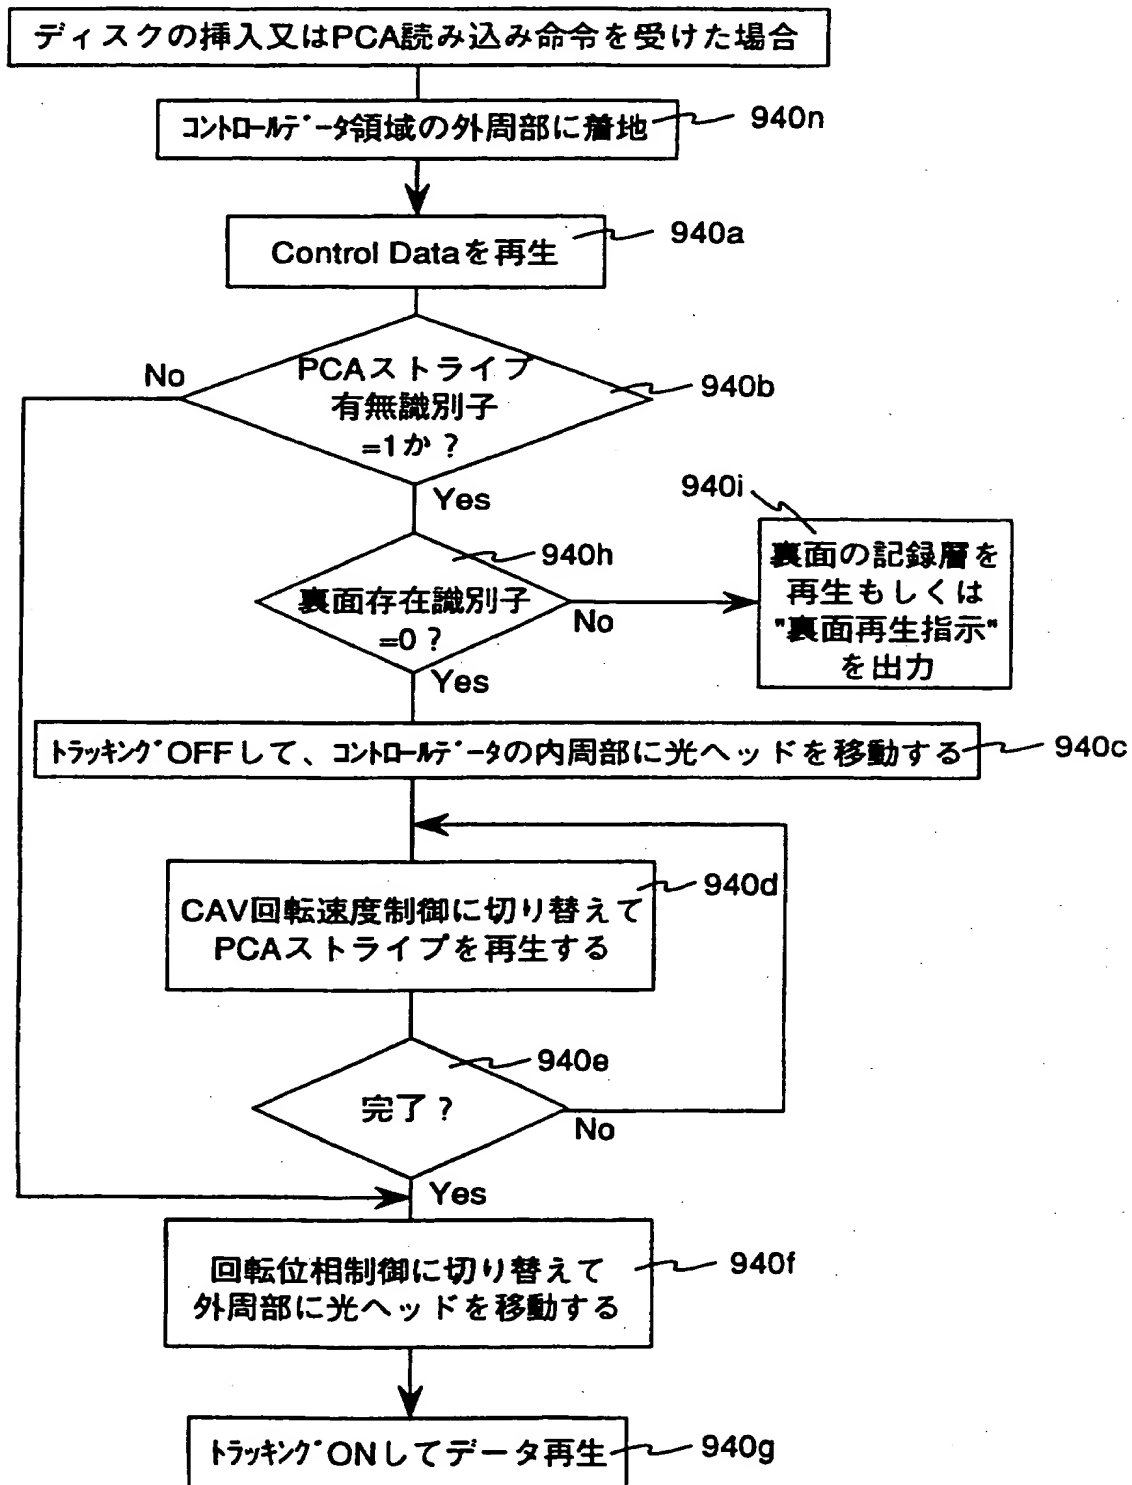 ディスクの挿入又はPCA読み込み命令を受けた場合
コントロールデータ領域の外周部に着地
940n
Control Dataを再生
940a
PCAストライプ
有無識別子
=1か？
940b
No
Yes
裏面存在識別子
=0？
940h
No
Yes
940i
裏面の記録層を
再生もしくは
"裏面再生指示"
を出力
トラッキングOFFして、コントロールデータの内周部に光ヘッドを移動する
940c
CAV回転速度制御に切り替えて
PCAストライプを再生する
940d
完了？
940e
No
Yes
回転位相制御に切り替えて
外周部に光ヘッドを移動する
940f
トラッキングONしてデータ再生
940g